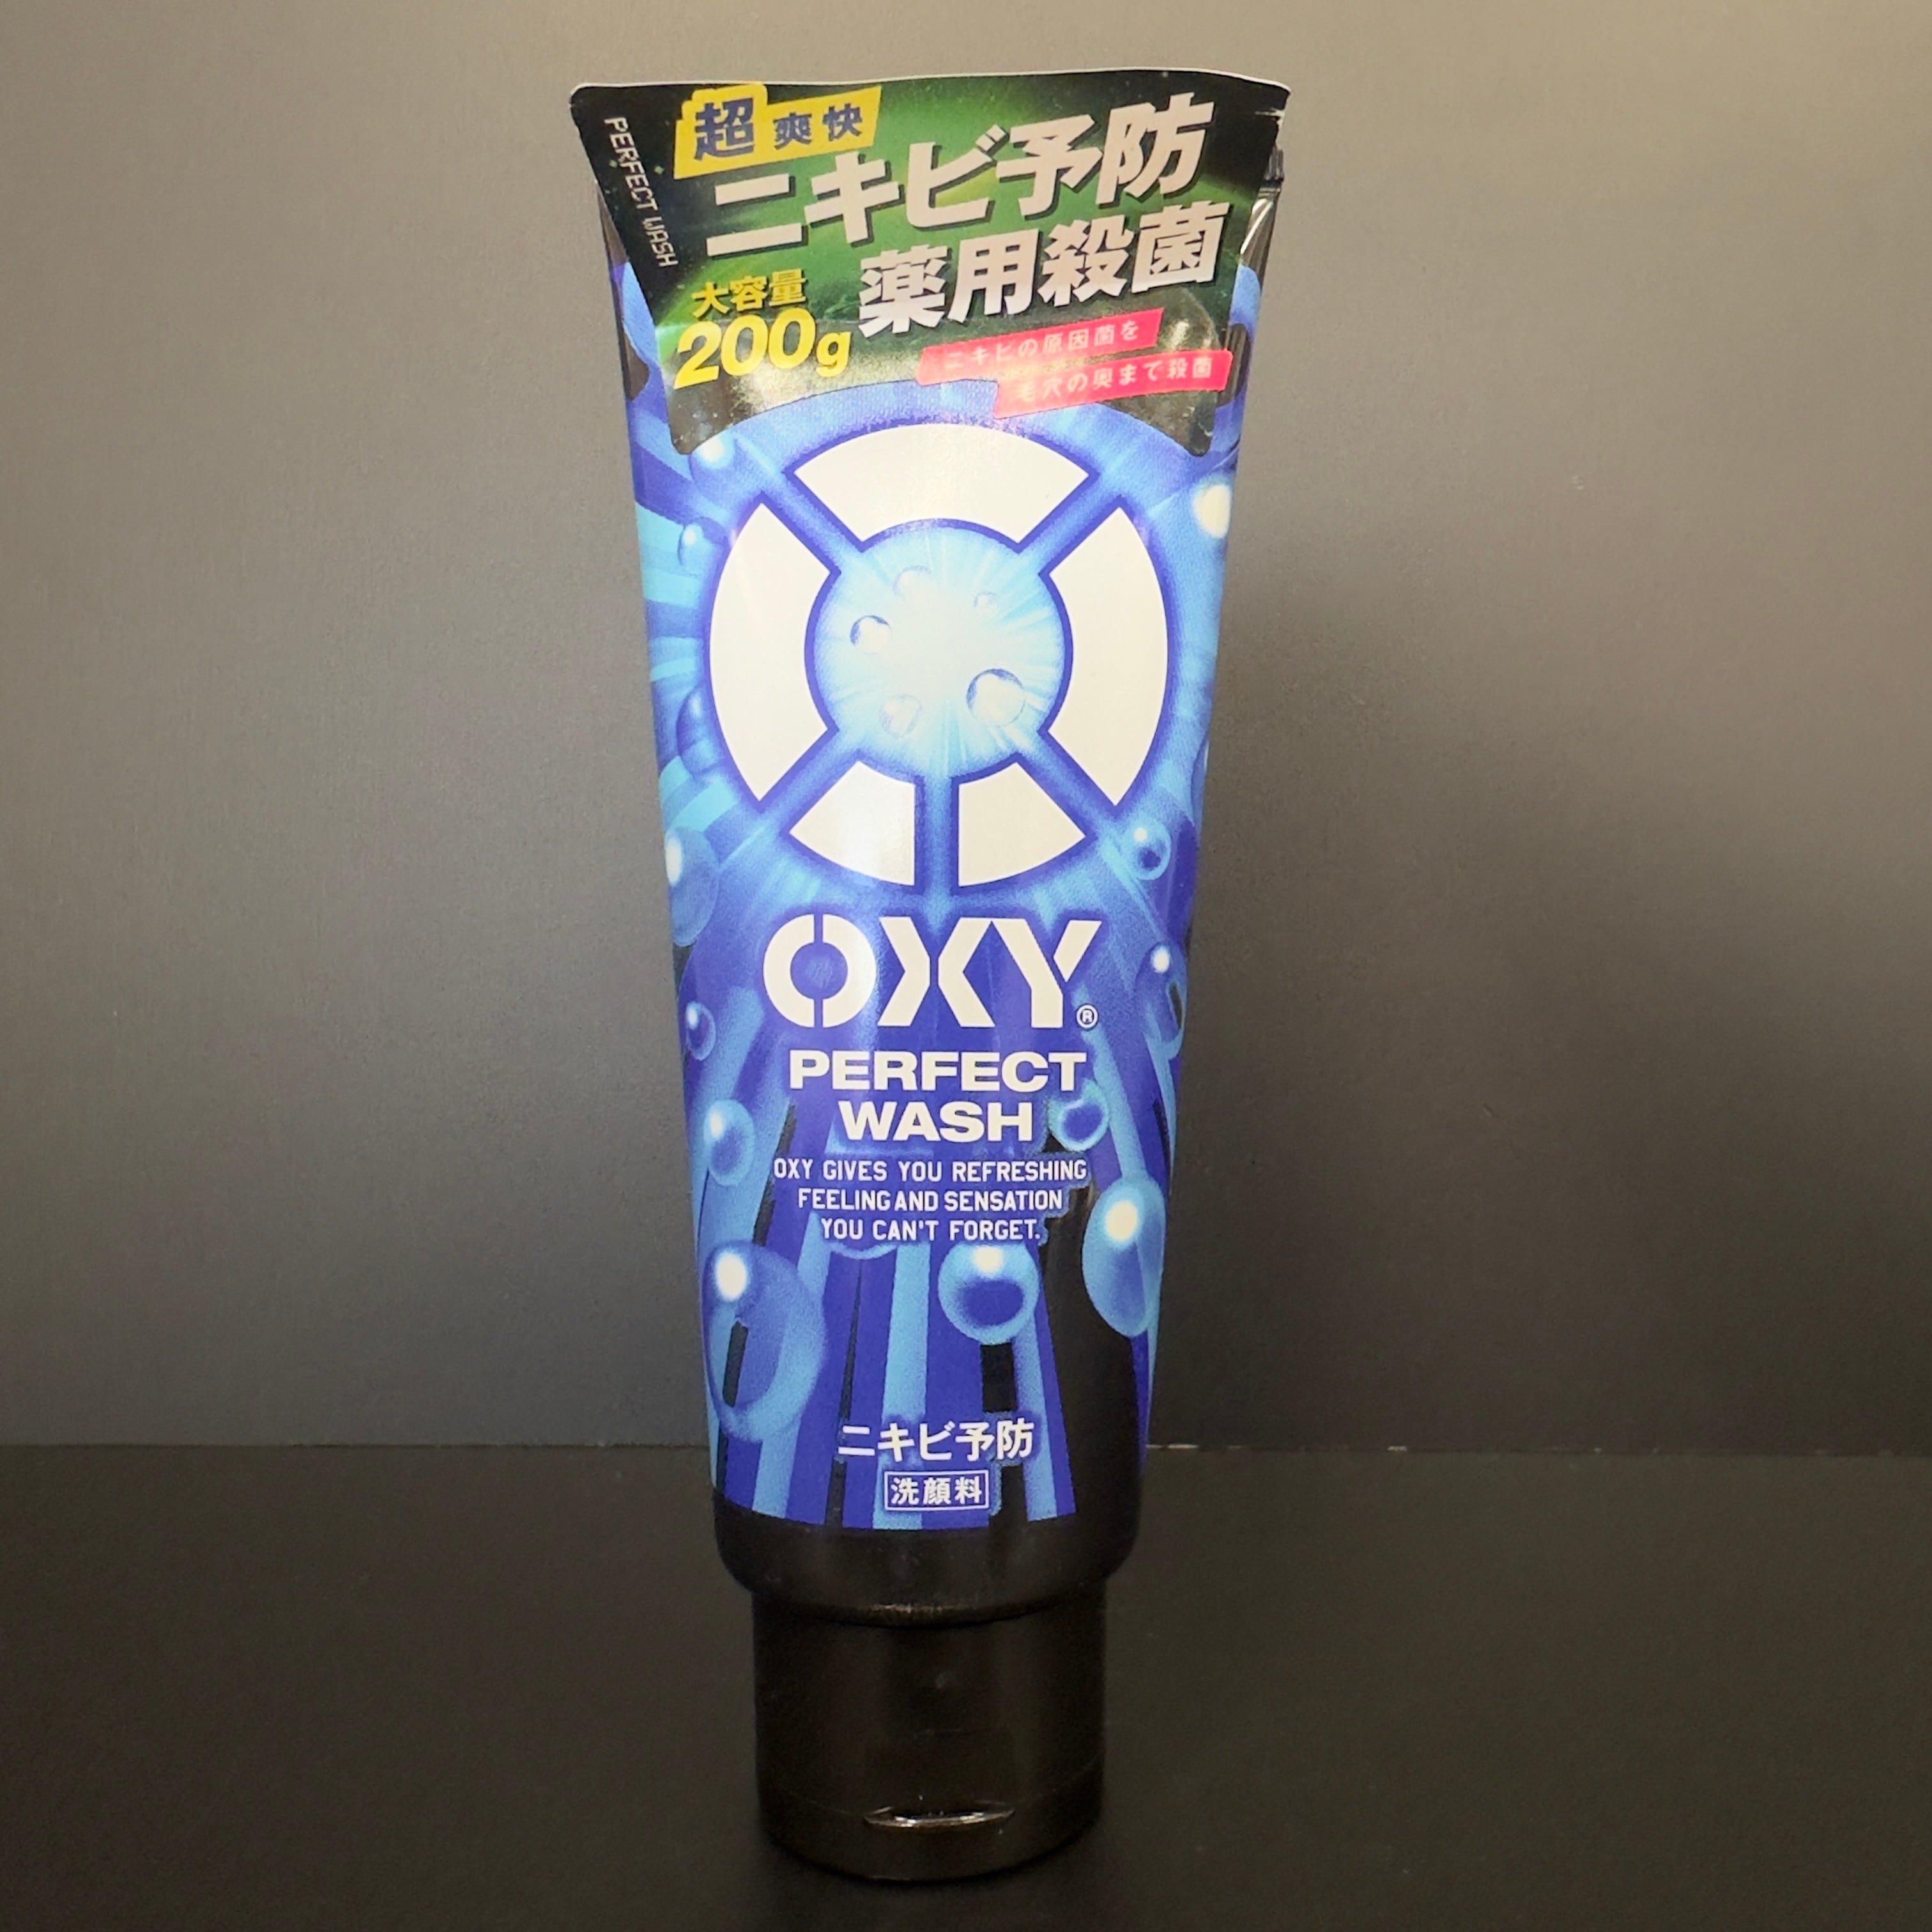 PERFECT WASH
超爽快
ニキビ予防
薬用殺菌
大容量
200g
ニキビの原因菌を
毛穴の奥まで殺菌
OXY®
PERFECT
WASH
OXY GIVES YOU REFRESHING
FEELING AND SENSATION
YOU CAN'T FORGET.
ニキビ予防
洗顔料